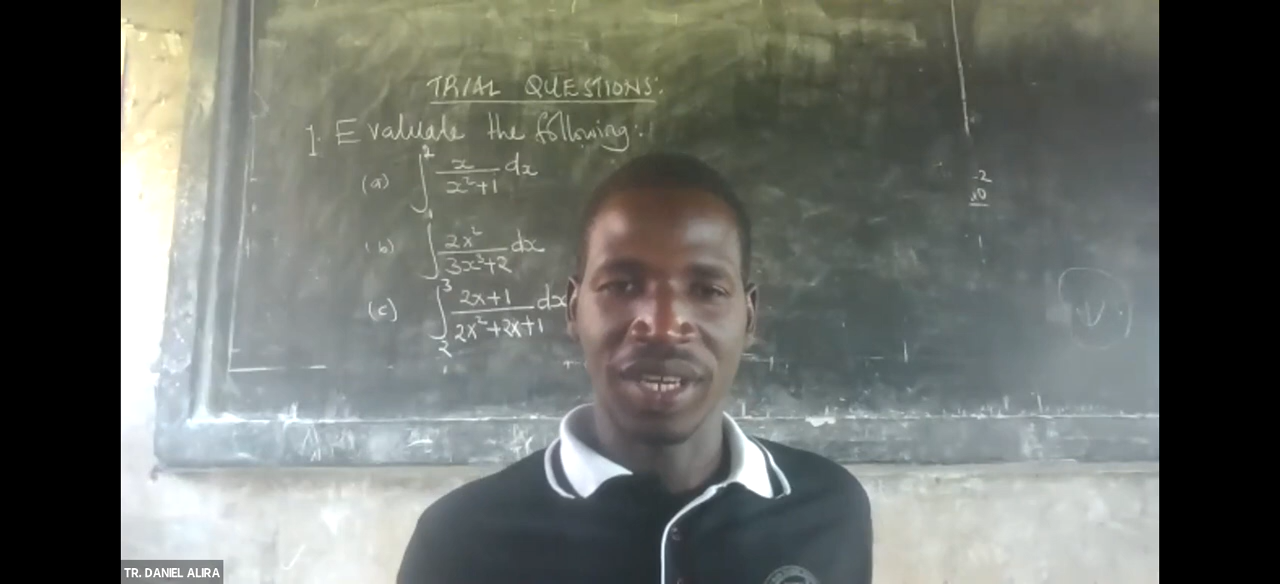 TRIAL QUESTIONS:
1. Evaluate the following:
(a) ∫₁² x/(x²+1) dx
(b) ∫ 2x²/(3x³+2) dx
(c) ∫₂³ (2x+1)/(2x²+2x+1) dx
-2
TR. DANIEL ALIRA